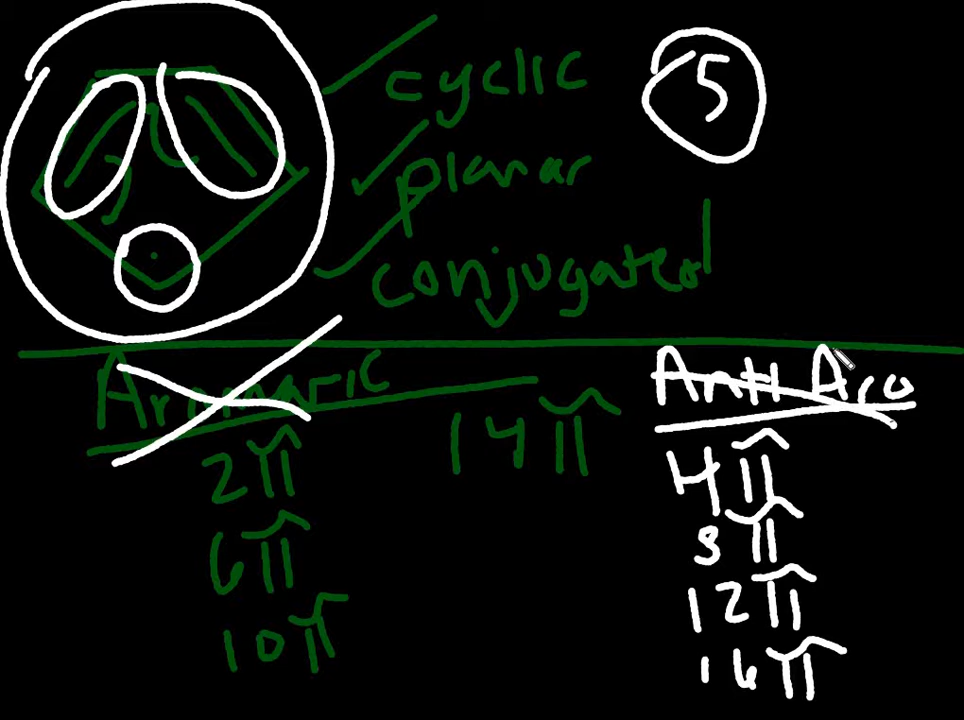 cyclic
5
planar
conjugated
Aromatic
14π
Anti Aro
2π
4π
6π
8π
10π
12π
16π